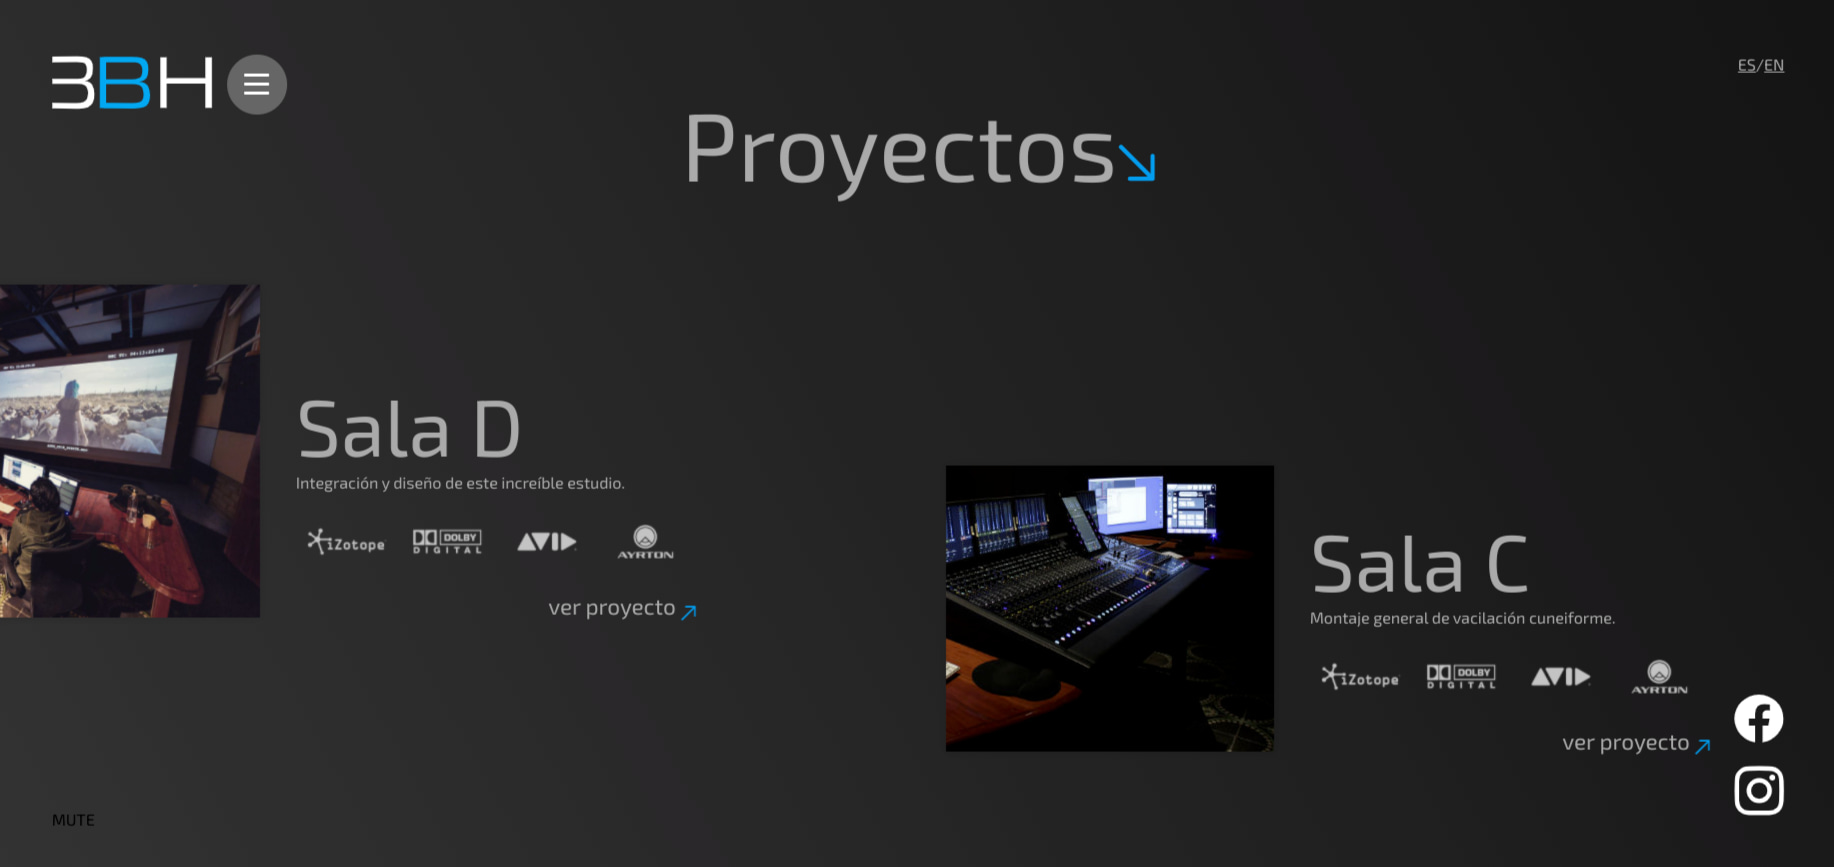 3BH
ES/EN
Proyectos
Sala D
Integración y diseño de este increíble estudio.
iZotope DOLBY DIGITAL AVID AYRTON
ver proyecto
Sala C
Montaje general de vacilación cuneiforme.
iZotope DOLBY DIGITAL AVID AYRTON
ver proyecto
MUTE